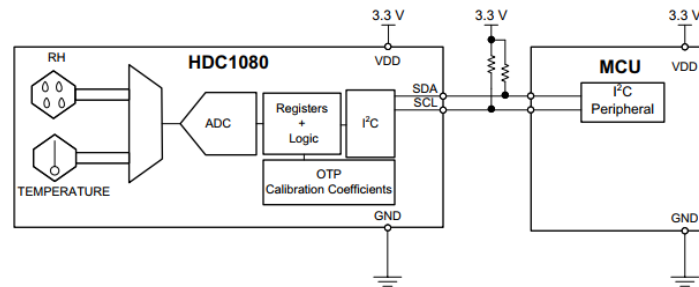 3.3 V
3.3 V
3.3 V
RH
HDC1080
VDD
VDD
MCU
SDA
SCL
I²C
Peripheral
ADC
Registers
+
Logic
I²C
OTP
Calibration Coefficients
TEMPERATURE
GND
GND